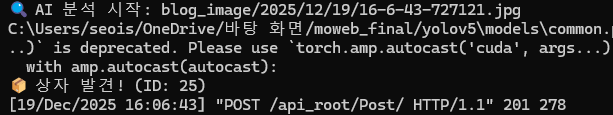 🔍 AI 분석 시작: blog_image/2025/12/19/16-6-43-727121.jpg
C:\Users/seois/OneDrive/바탕 화면/moweb_final/yolov5\models\common.p
..)` is deprecated. Please use `torch.amp.autocast('cuda', args...)
  with amp.autocast(autocast):
📦 상자 발견! (ID: 25)
[19/Dec/2025 16:06:43] "POST /api_root/Post/ HTTP/1.1" 201 278